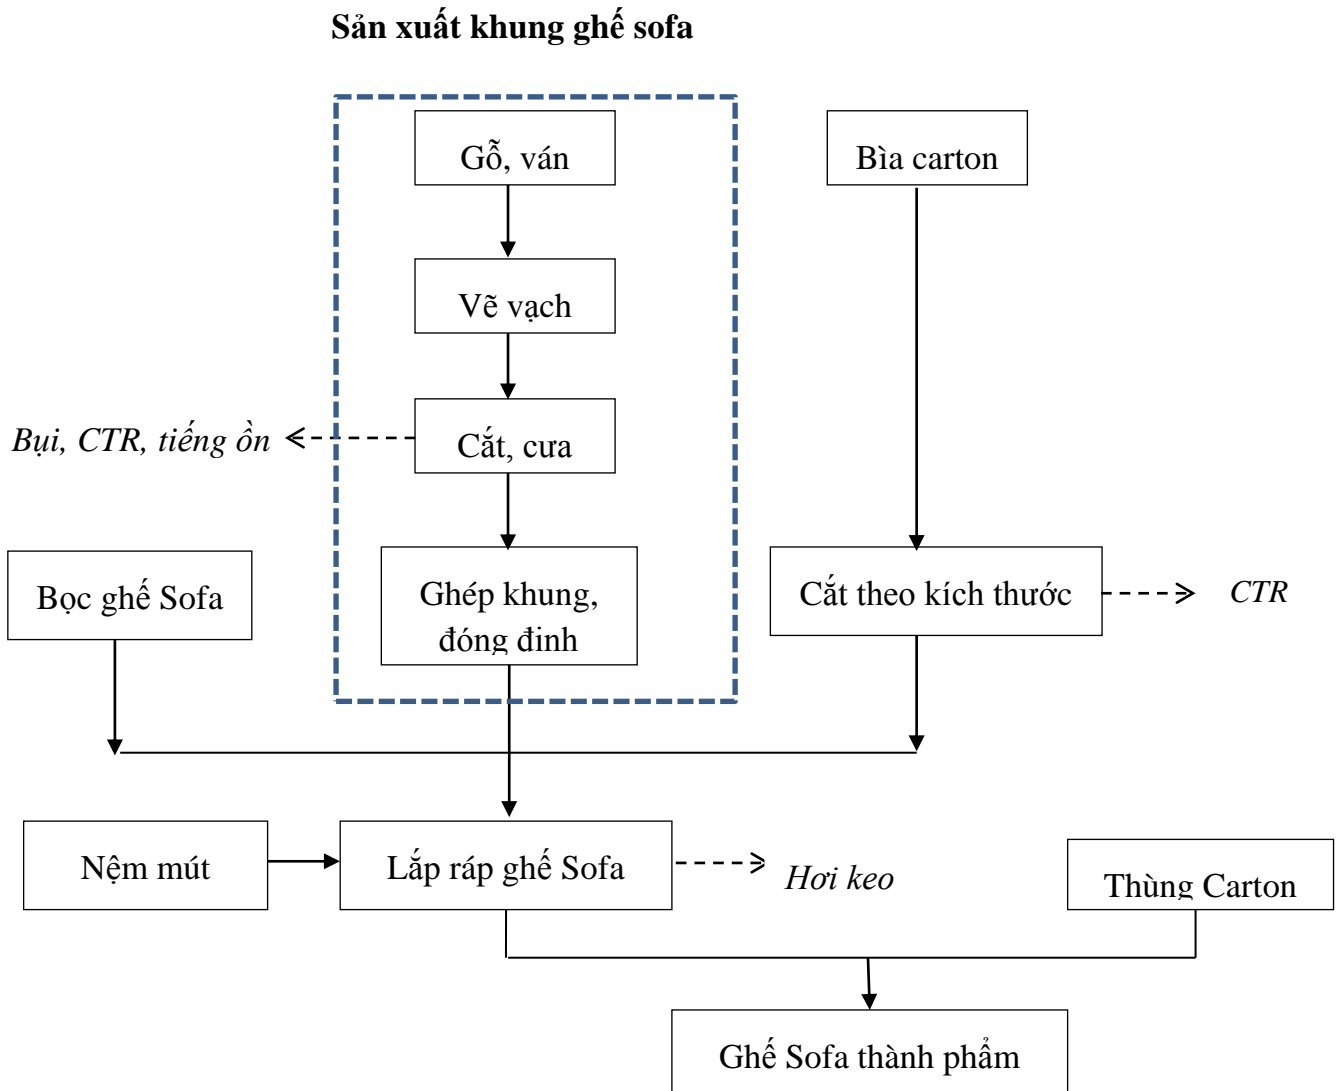 Sản xuất khung ghế sofa
Gỗ, ván
Bìa carton
Vẽ vạch
Bụi, CTR, tiếng ồn
Cắt, cưa
Bọc ghế Sofa
Ghép khung,
đóng đinh
Cắt theo kích thước
CTR
Nệm mút
Lắp ráp ghế Sofa
Hơi keo
Thùng Carton
Ghế Sofa thành phẩm